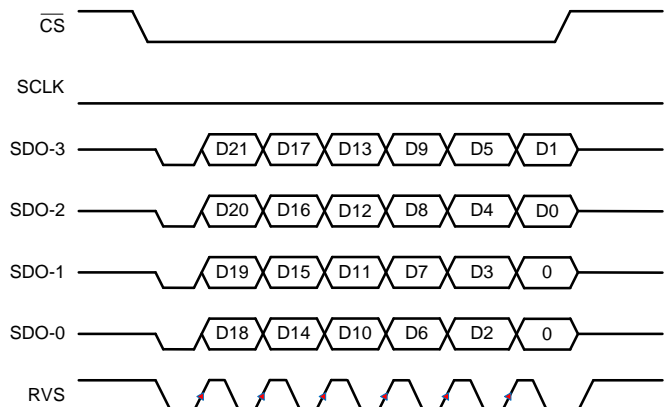 C̅S̅
SCLK
SDO-3 D21 D17 D13 D9 D5 D1
SDO-2 D20 D16 D12 D8 D4 D0
SDO-1 D19 D15 D11 D7 D3 0
SDO-0 D18 D14 D10 D6 D2 0
RVS